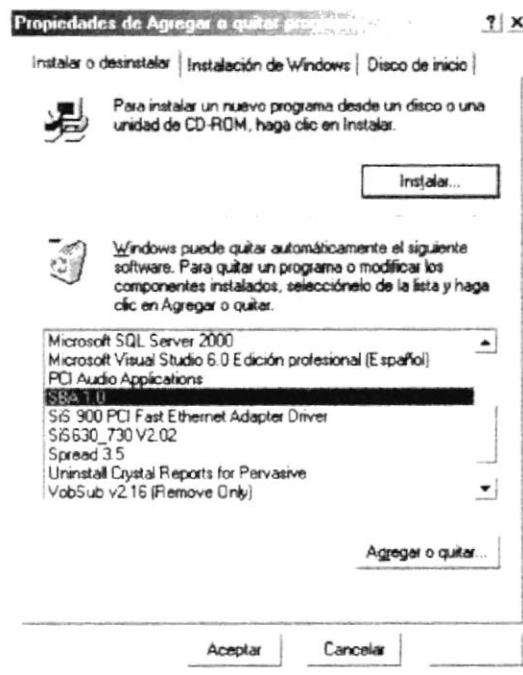 Propiedades de Agregar o quitar
Instalar o desinstalar
Instalación de Windows
Disco de inicio
Para instalar un nuevo programa desde un disco o una
unidad de CD-ROM, haga clic en Instalar.
Instalar...
Windows puede quitar automáticamente el siguiente
software. Para quitar un programa o modificar los
componentes instalados, selecciónelo de la lista y haga
clic en Agregar o quitar.
Microsoft SQL Server 2000
Microsoft Visual Studio 6.0 Edición profesional (Español)
PCI Audio Applications
SBA 1.0
SiS 900 PCI Fast Ethernet Adapter Driver
SiS630_730 V2.02
Spread 3.5
Uninstall Crystal Reports for Pervasive
VobSub v2.16 (Remove Only)
Agregar o quitar...
Aceptar
Cancelar